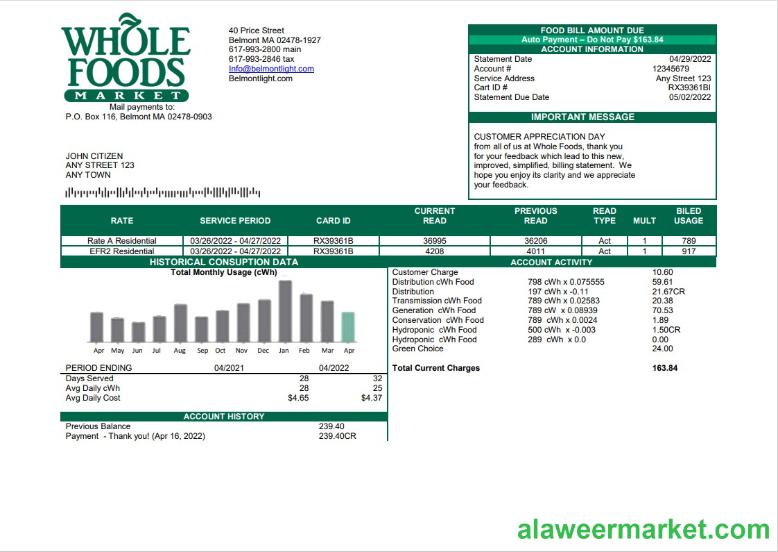 WHOLE
FOODS
MARKET
Mail payments to:
P.O. Box 116, Belmont MA 02478-0903
40 Price Street
Belmont MA 02478-1927
617-993-2800 main
617-993-2846 tax
Info@belmontlight.com
Belmontlight.com
FOOD BILL AMOUNT DUE
Auto Payment – Do Not Pay $163.84
ACCOUNT INFORMATION
Statement Date 04/29/2022
Account # 12345679
Service Address Any Street 123
Cart ID # RX39361BI
Statement Due Date 05/02/2022
IMPORTANT MESSAGE
CUSTOMER APPRECIATION DAY
from all of us at Whole Foods, thank you
for your feedback which lead to this new,
improved, simplified, billing statement. We
hope you enjoy its clarity and we appreciate
your feedback.
JOHN CITIZEN
ANY STREET 123
ANY TOWN
RATE SERVICE PERIOD CARD ID CURRENT READ PREVIOUS READ READ TYPE MULT BILED USAGE
Rate A Residential 03/26/2022 - 04/27/2022 RX39361B 36995 36206 Act 1 789
EFR2 Residential 03/26/2022 - 04/27/2022 RX39361B 4208 4011 Act 1 917
HISTORICAL CONSUPTION DATA
Total Monthly Usage (cWh)
Apr May Jun Jul Aug Sep Oct Nov Dec Jan Feb Mar Apr
PERIOD ENDING 04/2021 04/2022
Days Served 28 32
Avg Daily cWh 28 25
Avg Daily Cost $4.65 $4.37
ACCOUNT HISTORY
Previous Balance 239.40
Payment - Thank you! (Apr 16, 2022) 239.40CR
ACCOUNT ACTIVITY
Customer Charge 10.60
Distribution cWh Food 798 cWh x 0.075555 59.61
Distribution 197 cWh x -0.11 21.67CR
Transmission cWh Food 789 cWh x 0.02583 20.38
Generation cWh Food 789 cW x 0.08939 70.53
Conservation cWh Food 789 cWh x 0.0024 1.89
Hydroponic cWh Food 500 cWh x -0.003 1.50CR
Hydroponic cWh Food 289 cWh x 0.0 0.00
Green Choice 24.00
Total Current Charges 163.84
alaweermarket.com